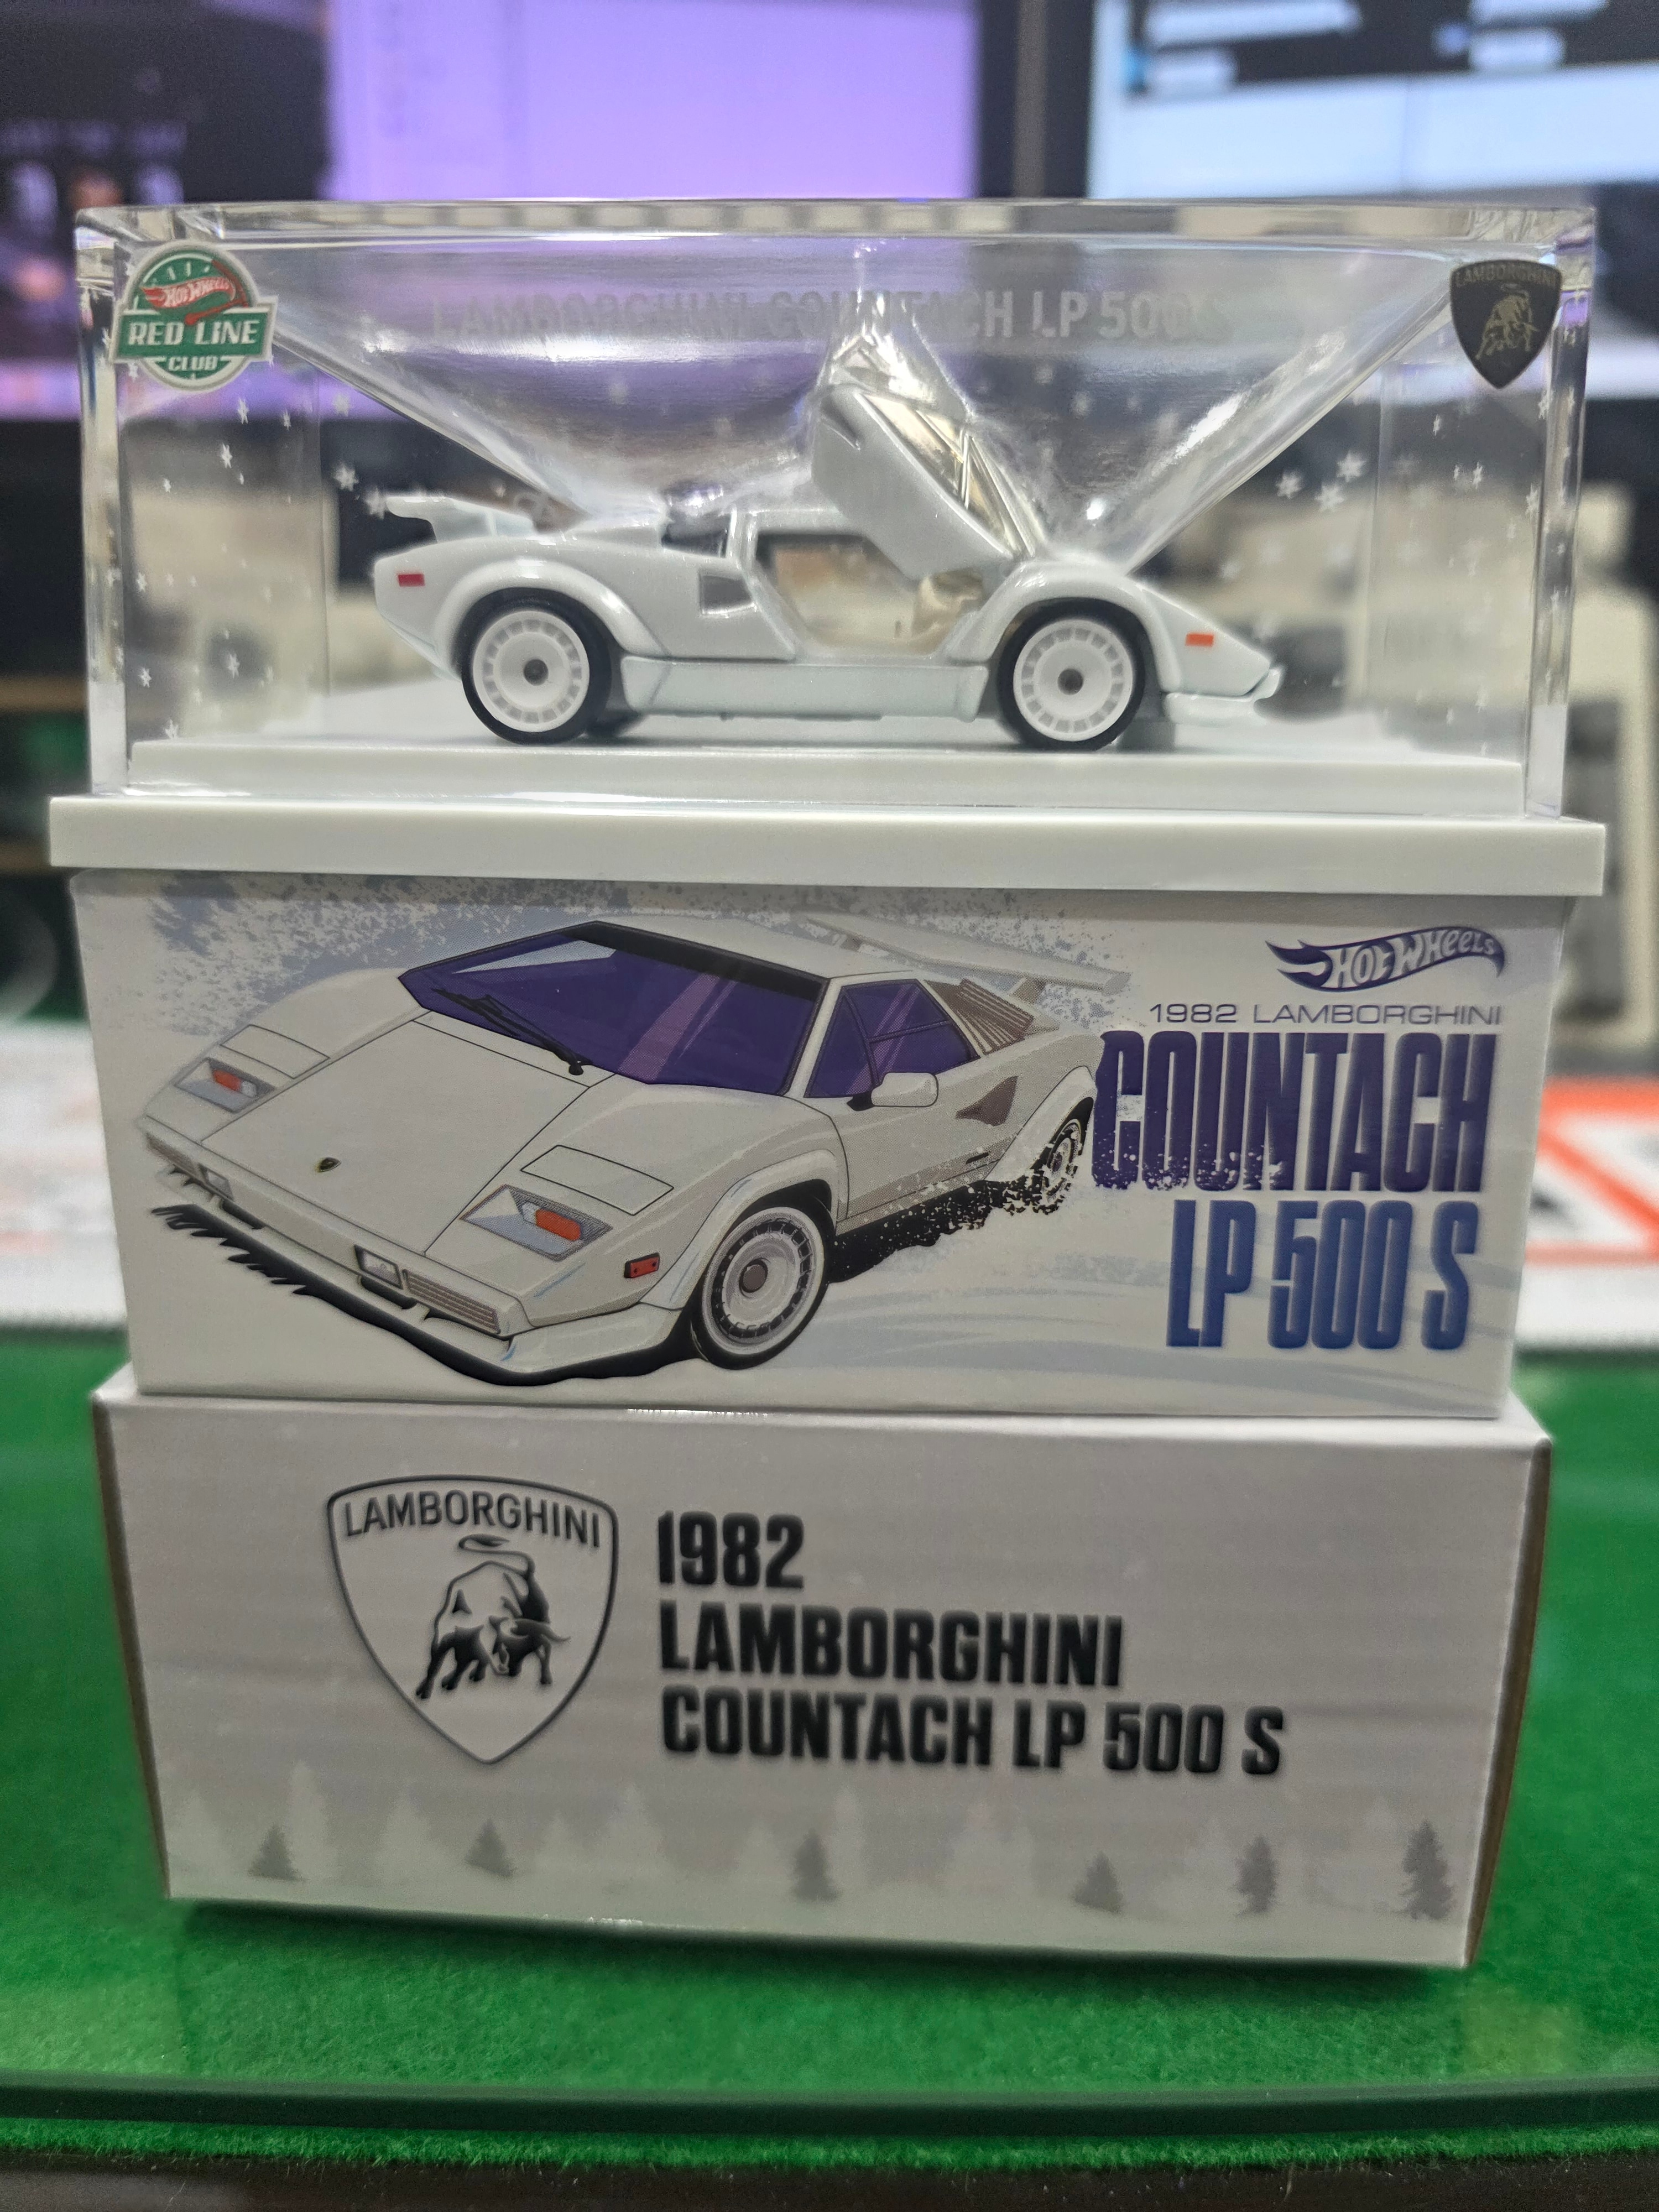 LAMBORGHINI COUNTACH LP 500 S
HOT WHEELS
RED LINE
CLUB
LAMBORGHINI
HOT WHEELS
1982 LAMBORGHINI
COUNTACH
LP 500 S
LAMBORGHINI
1982
LAMBORGHINI
COUNTACH LP 500 S